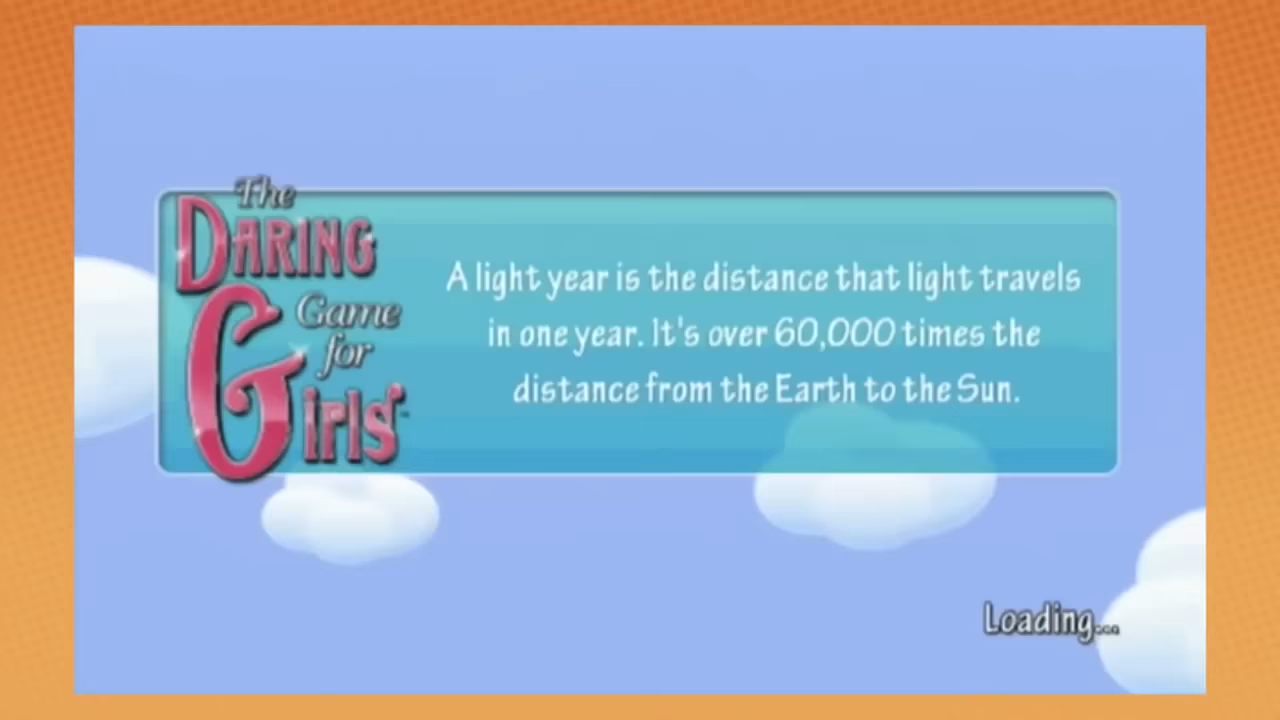 The
DARING
Game
for
Girls™
A light year is the distance that light travels
in one year. It's over 60,000 times the
distance from the Earth to the Sun.
Loading...